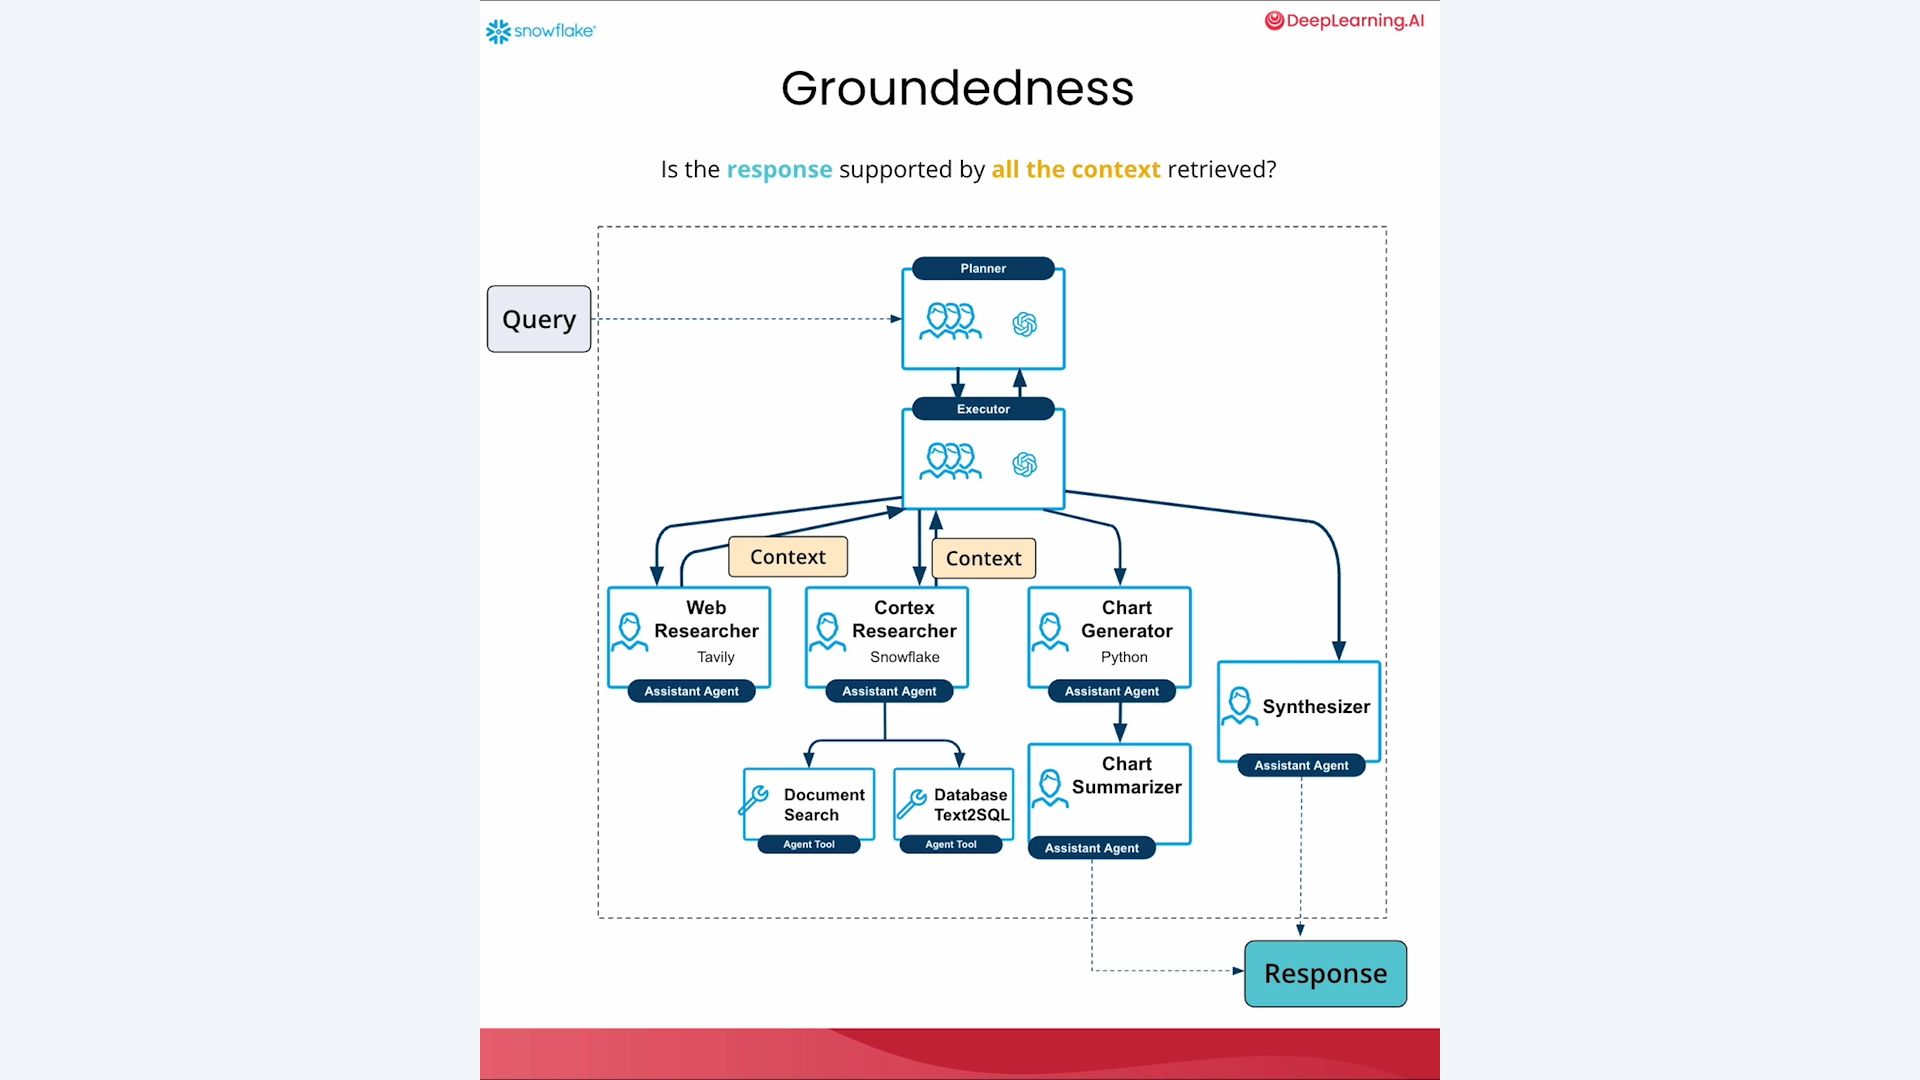 snowflake
DeepLearning.AI
Groundedness
Is the response supported by all the context retrieved?
Planner
Query
Executor
Context
Context
Web
Researcher
Tavily
Assistant Agent
Cortex
Researcher
Snowflake
Assistant Agent
Chart
Generator
Python
Assistant Agent
Synthesizer
Assistant Agent
Document
Search
Agent Tool
Database
Text2SQL
Agent Tool
Chart
Summarizer
Assistant Agent
Response